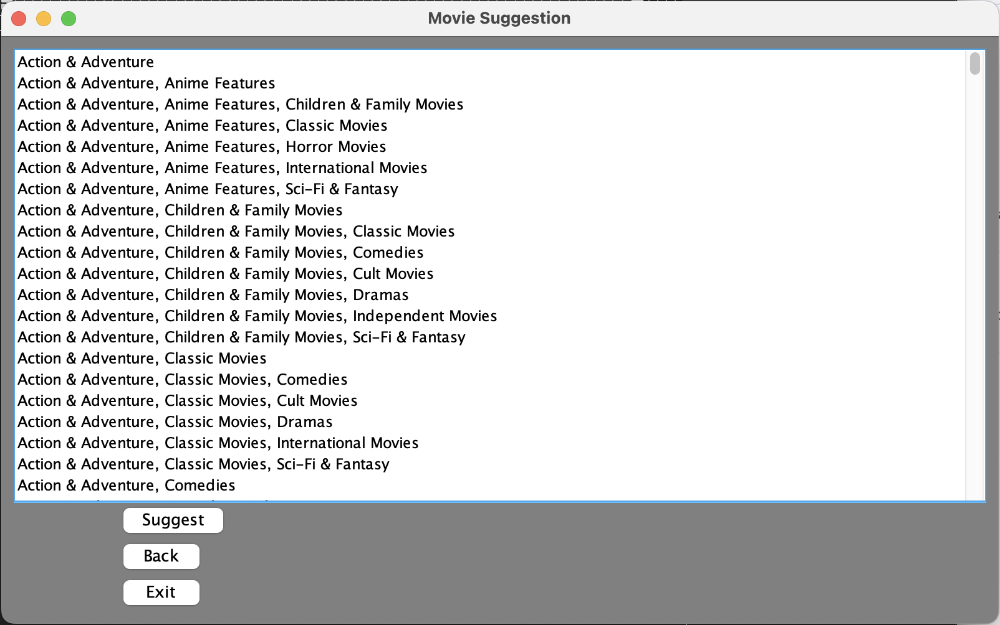 Movie Suggestion
Action & Adventure
Action & Adventure, Anime Features
Action & Adventure, Anime Features, Children & Family Movies
Action & Adventure, Anime Features, Classic Movies
Action & Adventure, Anime Features, Horror Movies
Action & Adventure, Anime Features, International Movies
Action & Adventure, Anime Features, Sci-Fi & Fantasy
Action & Adventure, Children & Family Movies
Action & Adventure, Children & Family Movies, Classic Movies
Action & Adventure, Children & Family Movies, Comedies
Action & Adventure, Children & Family Movies, Cult Movies
Action & Adventure, Children & Family Movies, Dramas
Action & Adventure, Children & Family Movies, Independent Movies
Action & Adventure, Children & Family Movies, Sci-Fi & Fantasy
Action & Adventure, Classic Movies
Action & Adventure, Classic Movies, Comedies
Action & Adventure, Classic Movies, Cult Movies
Action & Adventure, Classic Movies, Dramas
Action & Adventure, Classic Movies, International Movies
Action & Adventure, Classic Movies, Sci-Fi & Fantasy
Action & Adventure, Comedies
Suggest
Back
Exit